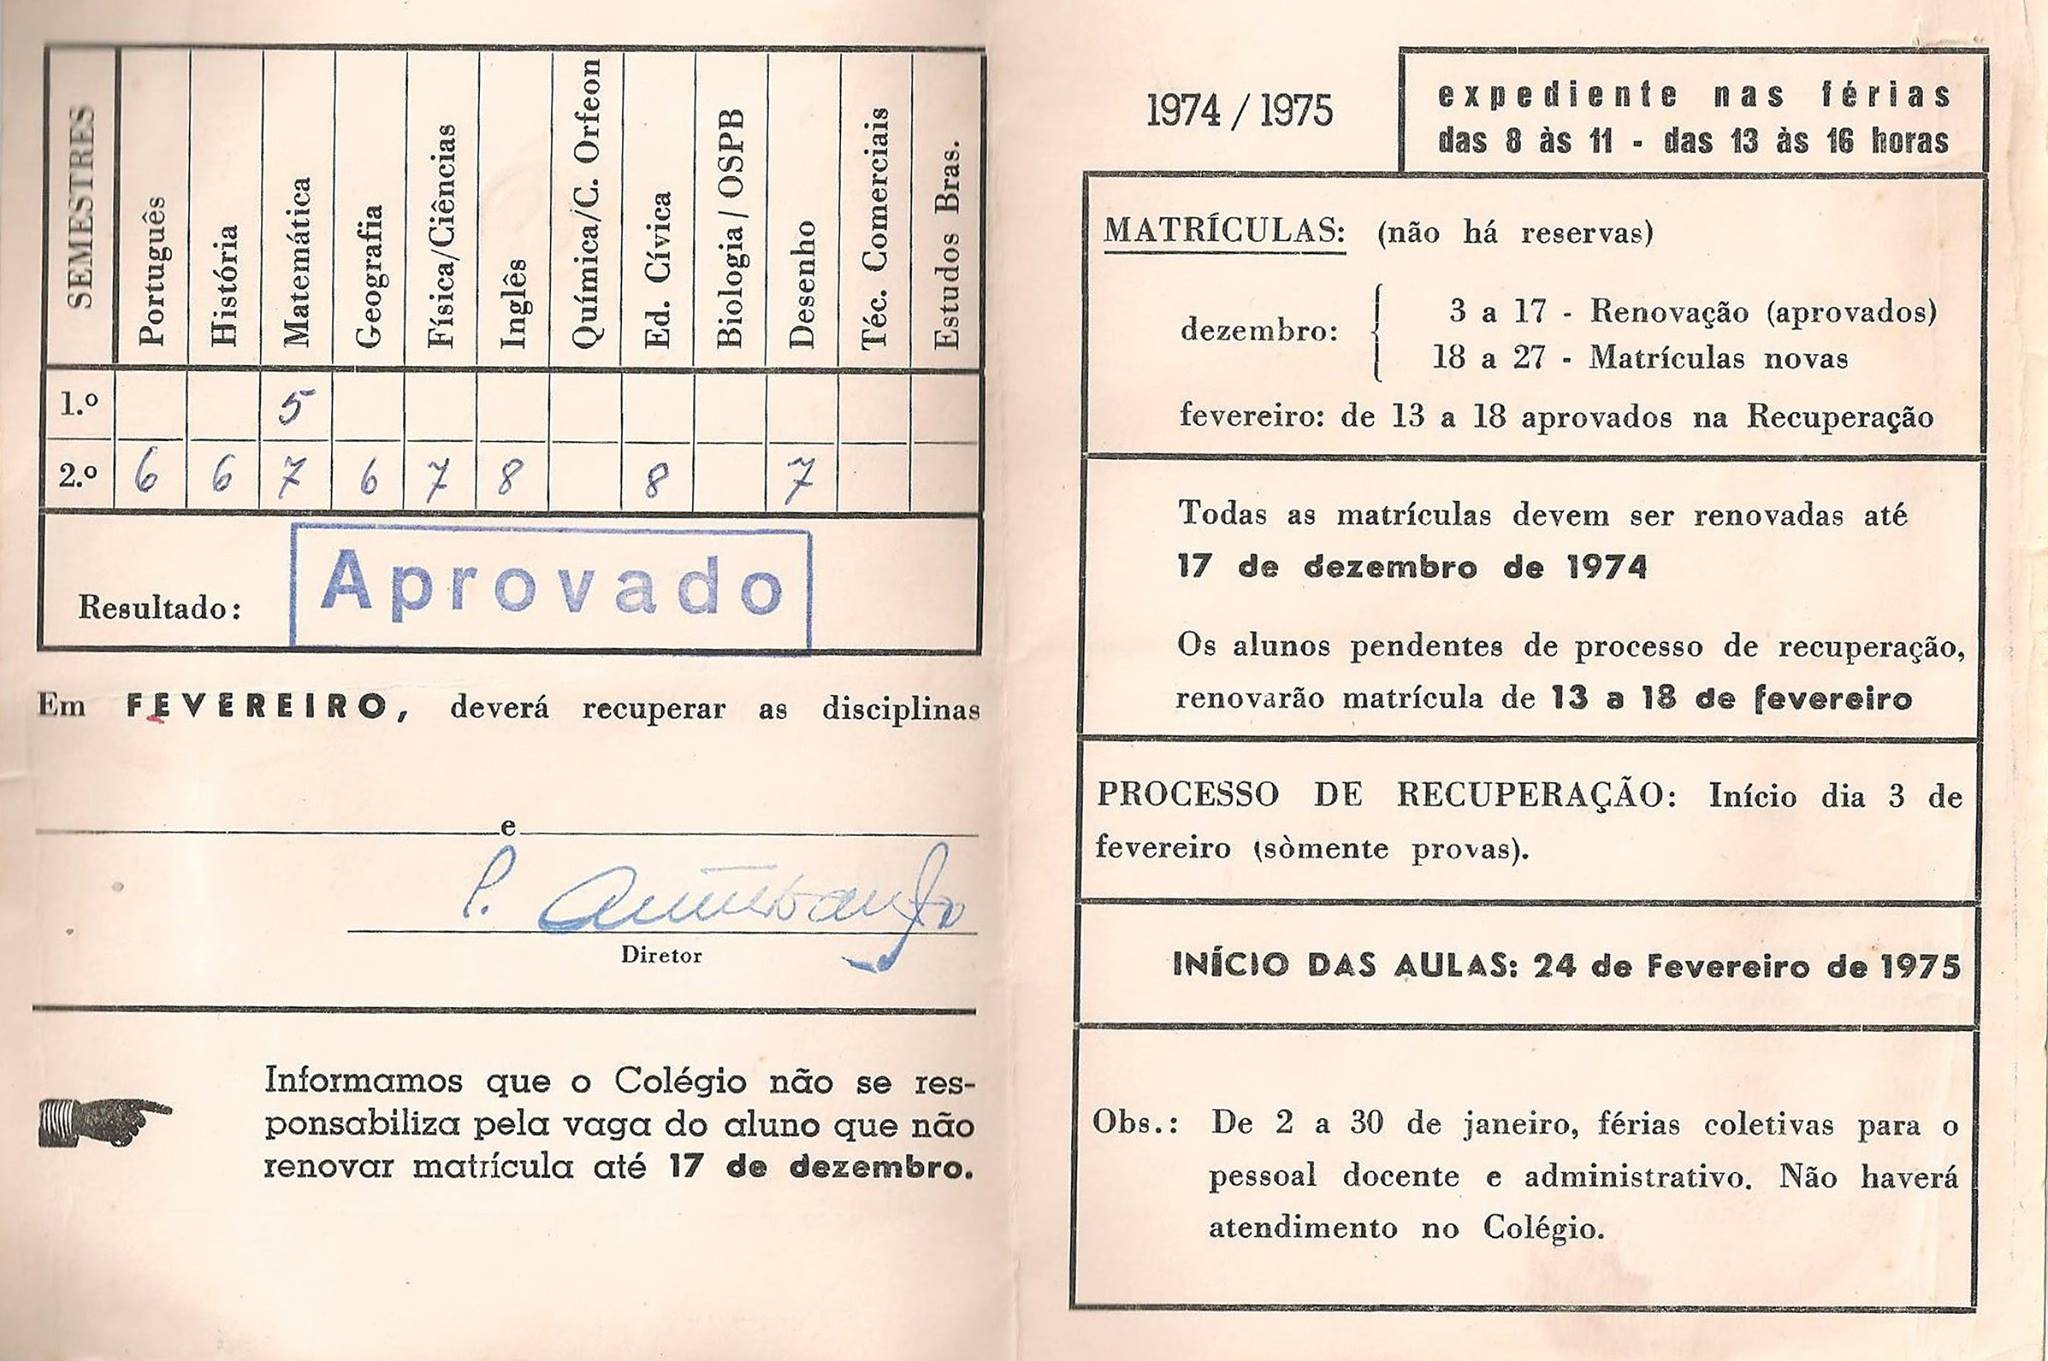 SEMESTRES
Português
História
Matemática
Geografia
Física/Ciências
Inglês
Química/C. Orfeon
Ed. Cívica
Biologia / OSPB
Desenho
Téc. Comerciais
Estudos Bras.
1.º 5
2.º 6 6 7 6 7 8 8 7
Resultado: Aprovado
Em FEVEREIRO, deverá recuperar as disciplinas
e
P.
Diretor
Informamos que o Colégio não se res-
ponsabiliza pela vaga do aluno que não
renovar matrícula até 17 de dezembro.
1974 / 1975
expediente nas férias
das 8 às 11 - das 13 às 16 horas
MATRÍCULAS: (não há reservas)
dezembro:
3 a 17 - Renovação (aprovados)
18 a 27 - Matrículas novas
fevereiro: de 13 a 18 aprovados na Recuperação
Todas as matrículas devem ser renovadas até
17 de dezembro de 1974
Os alunos pendentes de processo de recuperação,
renovarão matrícula de 13 a 18 de fevereiro
PROCESSO DE RECUPERAÇÃO: Início dia 3 de
fevereiro (sòmente provas).
INÍCIO DAS AULAS: 24 de Fevereiro de 1975
Obs.: De 2 a 30 de janeiro, férias coletivas para o
pessoal docente e administrativo. Não haverá
atendimento no Colégio.